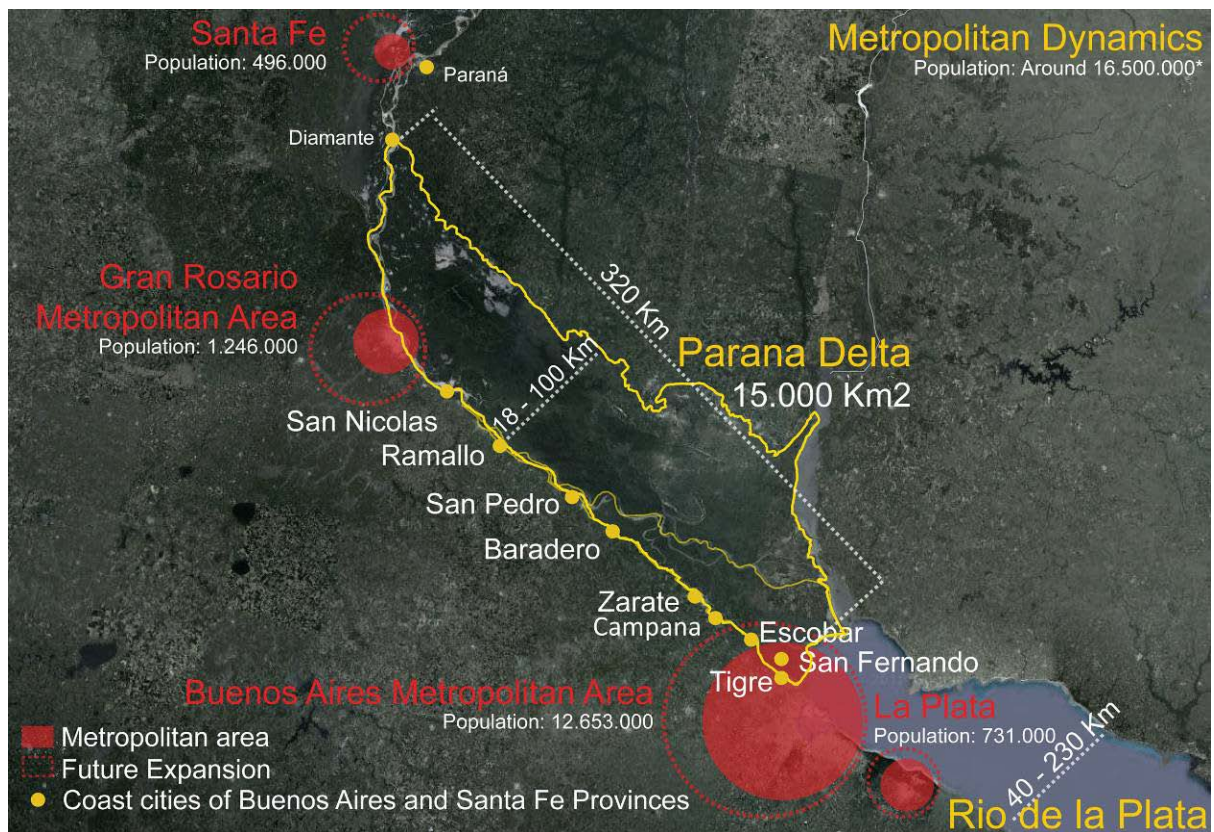 Santa Fe
Population: 496.000
Paraná
Metropolitan Dynamics
Population: Around 16.500.000*
Diamante
320 Km
Gran Rosario
Metropolitan Area
Population: 1.246.000
18 - 100 Km
Parana Delta
15.000 Km2
San Nicolas
Ramallo
San Pedro
Baradero
Zarate
Campana
Escobar
San Fernando
Tigre
Buenos Aires Metropolitan Area
Population: 12.653.000
La Plata
Population: 731.000
40 - 230 Km
Rio de la Plata
Metropolitan area
Future Expansion
Coast cities of Buenos Aires and Santa Fe Provinces